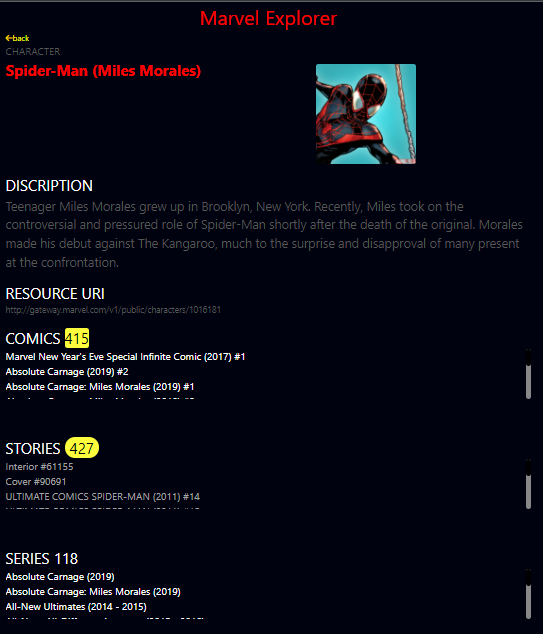 Marvel Explorer
back
CHARACTER
Spider-Man (Miles Morales)
DISCRIPTION
Teenager Miles Morales grew up in Brooklyn, New York. Recently, Miles took on the
controversial and pressured role of Spider-Man shortly after the death of the original. Morales
made his debut against The Kangaroo, much to the surprise and disapproval of many present
at the confrontation.
RESOURCE URI
http://gateway.marvel.com/v1/public/characters/1016181
COMICS 415
Marvel New Year's Eve Special Infinite Comic (2017) #1
Absolute Carnage (2019) #2
Absolute Carnage: Miles Morales (2019) #1
STORIES 427
Interior #61155
Cover #90691
ULTIMATE COMICS SPIDER-MAN (2011) #14
SERIES 118
Absolute Carnage (2019)
Absolute Carnage: Miles Morales (2019)
All-New Ultimates (2014 - 2015)